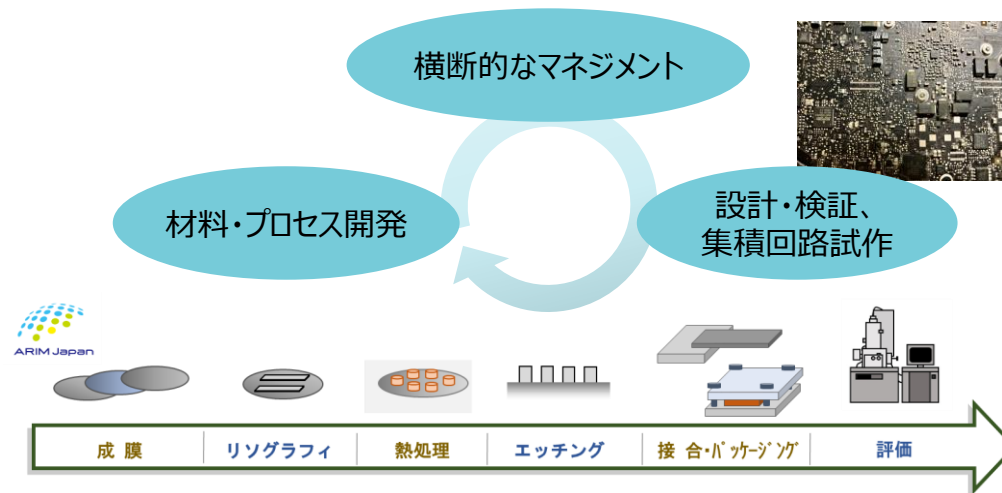 横断的なマネジメント
材料・プロセス開発
設計・検証、
集積回路試作
ARIM Japan
成 膜
リソグラフィ
熱処理
エッチング
接 合・パッケージング
評価